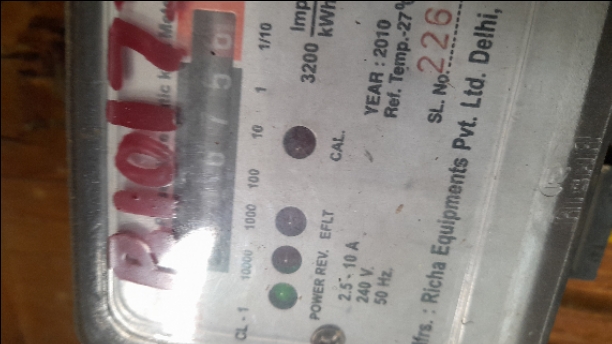 R1017
10000 1000 100 10 1 1/10
CL - 1
POWER REV. EFLT CAL.
3200 Imp
kWh
2.5 - 10 A
240 V.
50 Hz.
YEAR : 2010
Ref. Temp.-27
SL. No. 226
Mfrs. : Richa Equipments Pvt. Ltd. Delhi,